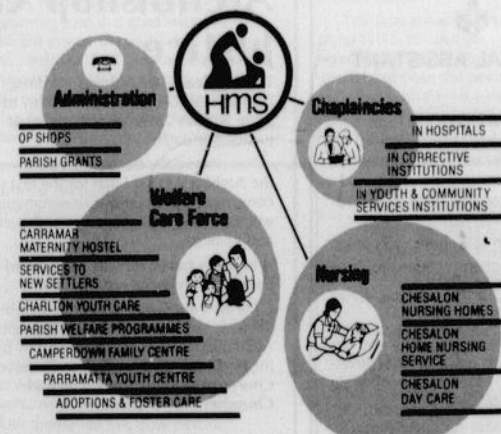 AL ASSISTANT
HMS
Administration
OP SHOPS
PARISH GRANTS
Chaplaincies
IN HOSPITALS
IN CORRECTIVE
INSTITUTIONS
IN YOUTH & COMMUNITY
SERVICES INSTITUTIONS
Welfare
Care Force
CARRAMAR
MATERNITY HOSTEL
SERVICES TO
NEW SETTLERS
CHARLTON YOUTH CARE
PARISH WELFARE PROGRAMMES
CAMPERDOWN FAMILY CENTRE
PARRAMATTA YOUTH CENTRE
ADOPTIONS & FOSTER CARE
Nursing
CHESALON
NURSING HOMES
CHESALON
HOME NURSING
SERVICE
CHESALON
DAY CARE